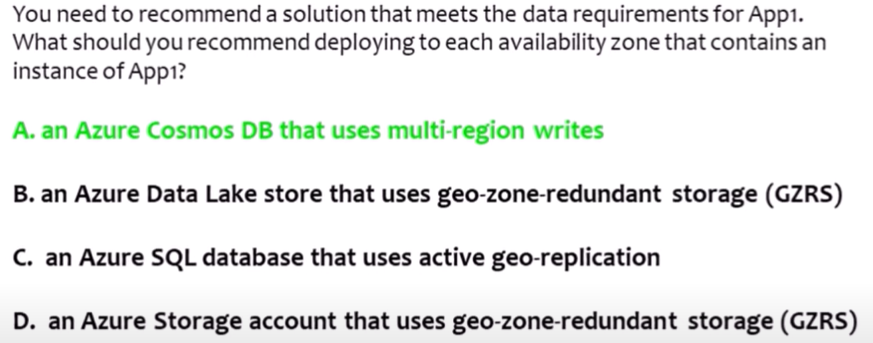 You need to recommend a solution that meets the data requirements for App1.
What should you recommend deploying to each availability zone that contains an
instance of App1?
A. an Azure Cosmos DB that uses multi-region writes
B. an Azure Data Lake store that uses geo-zone-redundant storage (GZRS)
C. an Azure SQL database that uses active geo-replication
D. an Azure Storage account that uses geo-zone-redundant storage (GZRS)